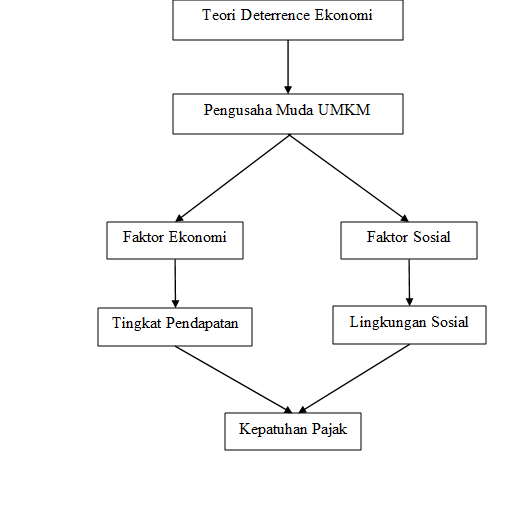 Teori Deterrence Ekonomi
Pengusaha Muda UMKM
Faktor Ekonomi
Faktor Sosial
Tingkat Pendapatan
Lingkungan Sosial
Kepatuhan Pajak